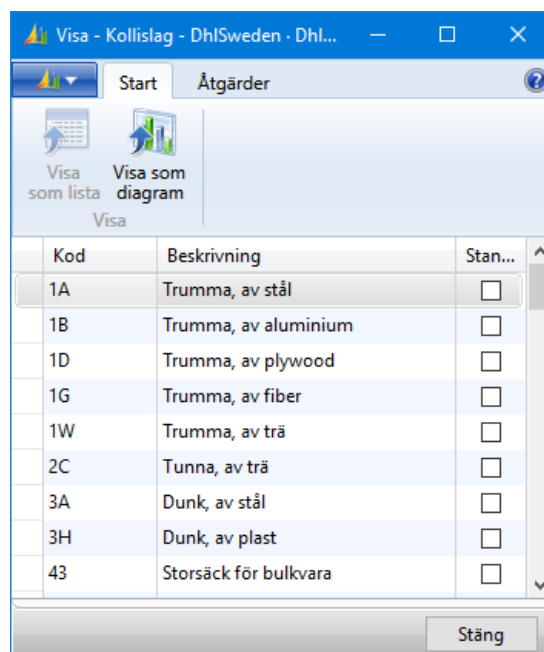 Visa - Kollislag - DhlSweden · Dhl...
Start Åtgärder
Visa som lista
Visa som diagram
Visa
Kod Beskrivning Stan...
1A Trumma, av stål
1B Trumma, av aluminium
1D Trumma, av plywood
1G Trumma, av fiber
1W Trumma, av trä
2C Tunna, av trä
3A Dunk, av stål
3H Dunk, av plast
43 Storsäck för bulkvara
Stäng